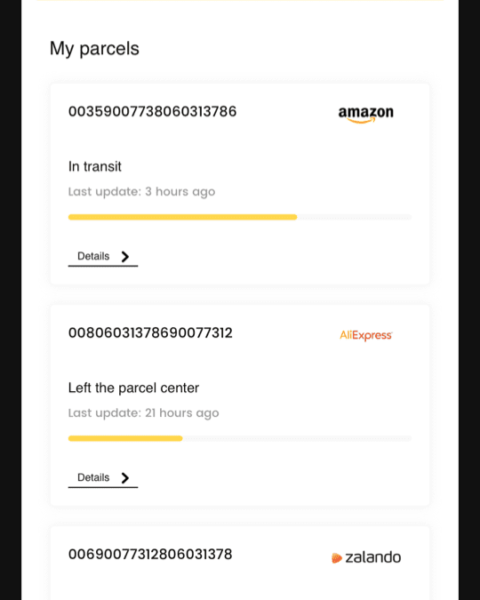 My parcels
00359007738060313786
amazon
In transit
Last update: 3 hours ago
Details
00806031378690077312
AliExpress
Left the parcel center
Last update: 21 hours ago
Details
00690077312806031378
zalando